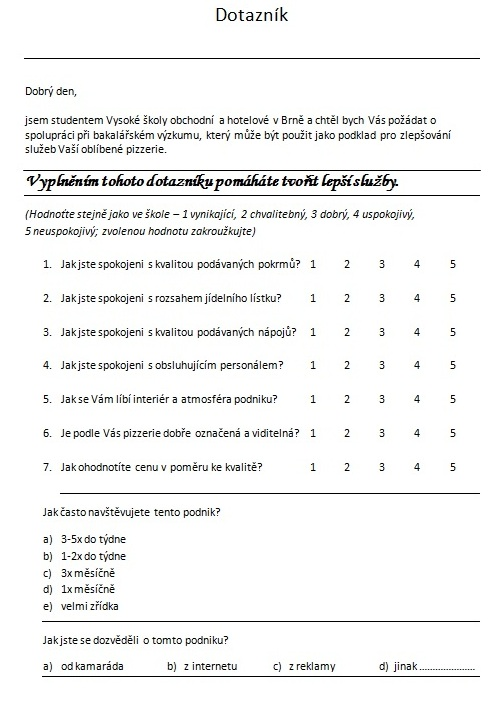 Dotazník
Dobrý den,
jsem studentem Vysoké školy obchodní a hotelové v Brně a chtěl bych Vás požádat o
spolupráci při bakalářském výzkumu, který může být použit jako podklad pro zlepšování
služeb Vaší oblíbené pizzerie.
Vyplněním tohoto dotazníku pomáháte tvořit lepší služby.
(Hodnoťte stejně jako ve škole – 1 vynikající, 2 chvalitebný, 3 dobrý, 4 uspokojivý,
5 neuspokojivý; zvolenou hodnotu zakroužkujte)
1. Jak jste spokojeni s kvalitou podávaných pokrmů? 1 2 3 4 5
2. Jak jste spokojeni s rozsahem jídelního lístku? 1 2 3 4 5
3. Jak jste spokojeni s kvalitou podávaných nápojů? 1 2 3 4 5
4. Jak jste spokojeni s obsluhujícím personálem? 1 2 3 4 5
5. Jak se Vám líbí interiér a atmosféra podniku? 1 2 3 4 5
6. Je podle Vás pizzerie dobře označená a viditelná? 1 2 3 4 5
7. Jak ohodnotíte cenu v poměru ke kvalitě? 1 2 3 4 5
Jak často navštěvujete tento podnik?
a) 3-5x do týdne
b) 1-2x do týdne
c) 3x měsíčně
d) 1x měsíčně
e) velmi zřídka
Jak jste se dozvěděli o tomto podniku?
a) od kamaráda b) z internetu c) z reklamy d) jinak .....................